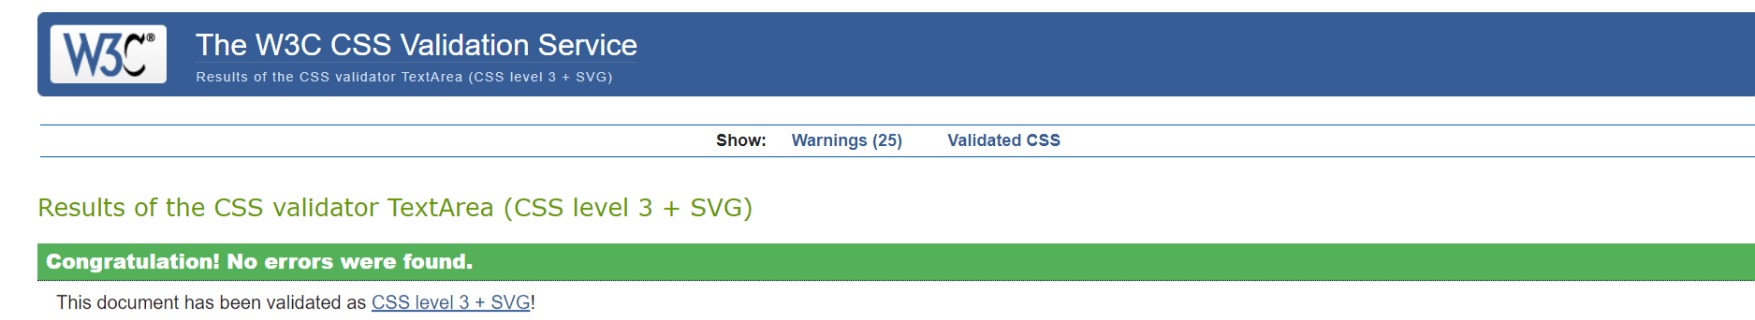 W3C®
The W3C CSS Validation Service
Results of the CSS validator TextArea (CSS level 3 + SVG)
Show: Warnings (25) Validated CSS
Results of the CSS validator TextArea (CSS level 3 + SVG)
Congratulation! No errors were found.
This document has been validated as CSS level 3 + SVG!